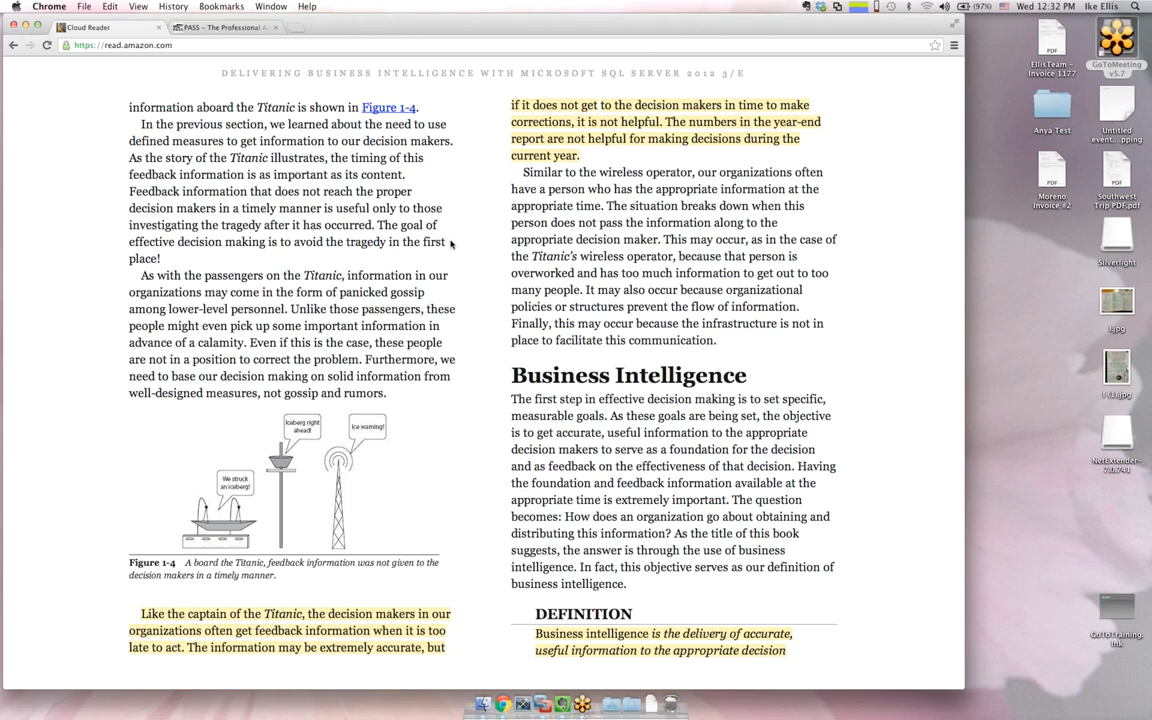 Chrome File Edit View History Bookmarks Window Help
(97%) Wed 12:32 PM Ike Ellis
Cloud Reader
PASS – The Professional A
https://read.amazon.com
DELIVERING BUSINESS INTELLIGENCE WITH MICROSOFT SQL SERVER 2012 3/E
information aboard the Titanic is shown in Figure 1-4.
In the previous section, we learned about the need to use
defined measures to get information to our decision makers.
As the story of the Titanic illustrates, the timing of this
feedback information is as important as its content.
Feedback information that does not reach the proper
decision makers in a timely manner is useful only to those
investigating the tragedy after it has occurred. The goal of
effective decision making is to avoid the tragedy in the first
place!
As with the passengers on the Titanic, information in our
organizations may come in the form of panicked gossip
among lower-level personnel. Unlike those passengers, these
people might even pick up some important information in
advance of a calamity. Even if this is the case, these people
are not in a position to correct the problem. Furthermore, we
need to base our decision making on solid information from
well-designed measures, not gossip and rumors.
Iceberg right
ahead!
Ice warning!
We struck
an iceberg!
Figure 1-4 A board the Titanic, feedback information was not given to the
decision makers in a timely manner.
Like the captain of the Titanic, the decision makers in our
organizations often get feedback information when it is too
late to act. The information may be extremely accurate, but
if it does not get to the decision makers in time to make
corrections, it is not helpful. The numbers in the year-end
report are not helpful for making decisions during the
current year.
Similar to the wireless operator, our organizations often
have a person who has the appropriate information at the
appropriate time. The situation breaks down when this
person does not pass the information along to the
appropriate decision maker. This may occur, as in the case of
the Titanic's wireless operator, because that person is
overworked and has too much information to get out to too
many people. It may also occur because organizational
policies or structures prevent the flow of information.
Finally, this may occur because the infrastructure is not in
place to facilitate this communication.
Business Intelligence
The first step in effective decision making is to set specific,
measurable goals. As these goals are being set, the objective
is to get accurate, useful information to the appropriate
decision makers to serve as a foundation for the decision
and as feedback on the effectiveness of that decision. Having
the foundation and feedback information available at the
appropriate time is extremely important. The question
becomes: How does an organization go about obtaining and
distributing this information? As the title of this book
suggests, the answer is through the use of business
intelligence. In fact, this objective serves as our definition of
business intelligence.
DEFINITION
Business intelligence is the delivery of accurate,
useful information to the appropriate decision
PDF
EllisTeam –
Invoice 1177
GoToMeeting
v5.7
Anya Test
Untitled
event...pping
PDF
Moreno
Invoice #2
PDF
Southwest
Trip PDF.pdf
Silverlight
GoToTraining.
lnk